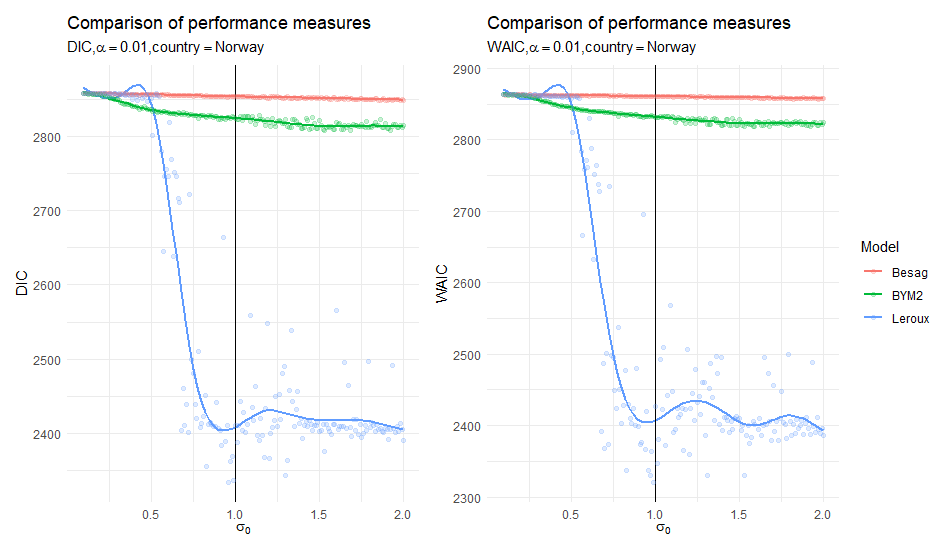 Comparison of performance measures
DIC,α = 0.01,country = Norway
DIC
2800
2700
2600
2500
2400
0.5
1.0
1.5
2.0
σ0
Comparison of performance measures
WAIC,α = 0.01,country = Norway
WAIC
2900
2800
2700
2600
2500
2400
2300
0.5
1.0
1.5
2.0
σ0
Model
Besag
BYM2
Leroux